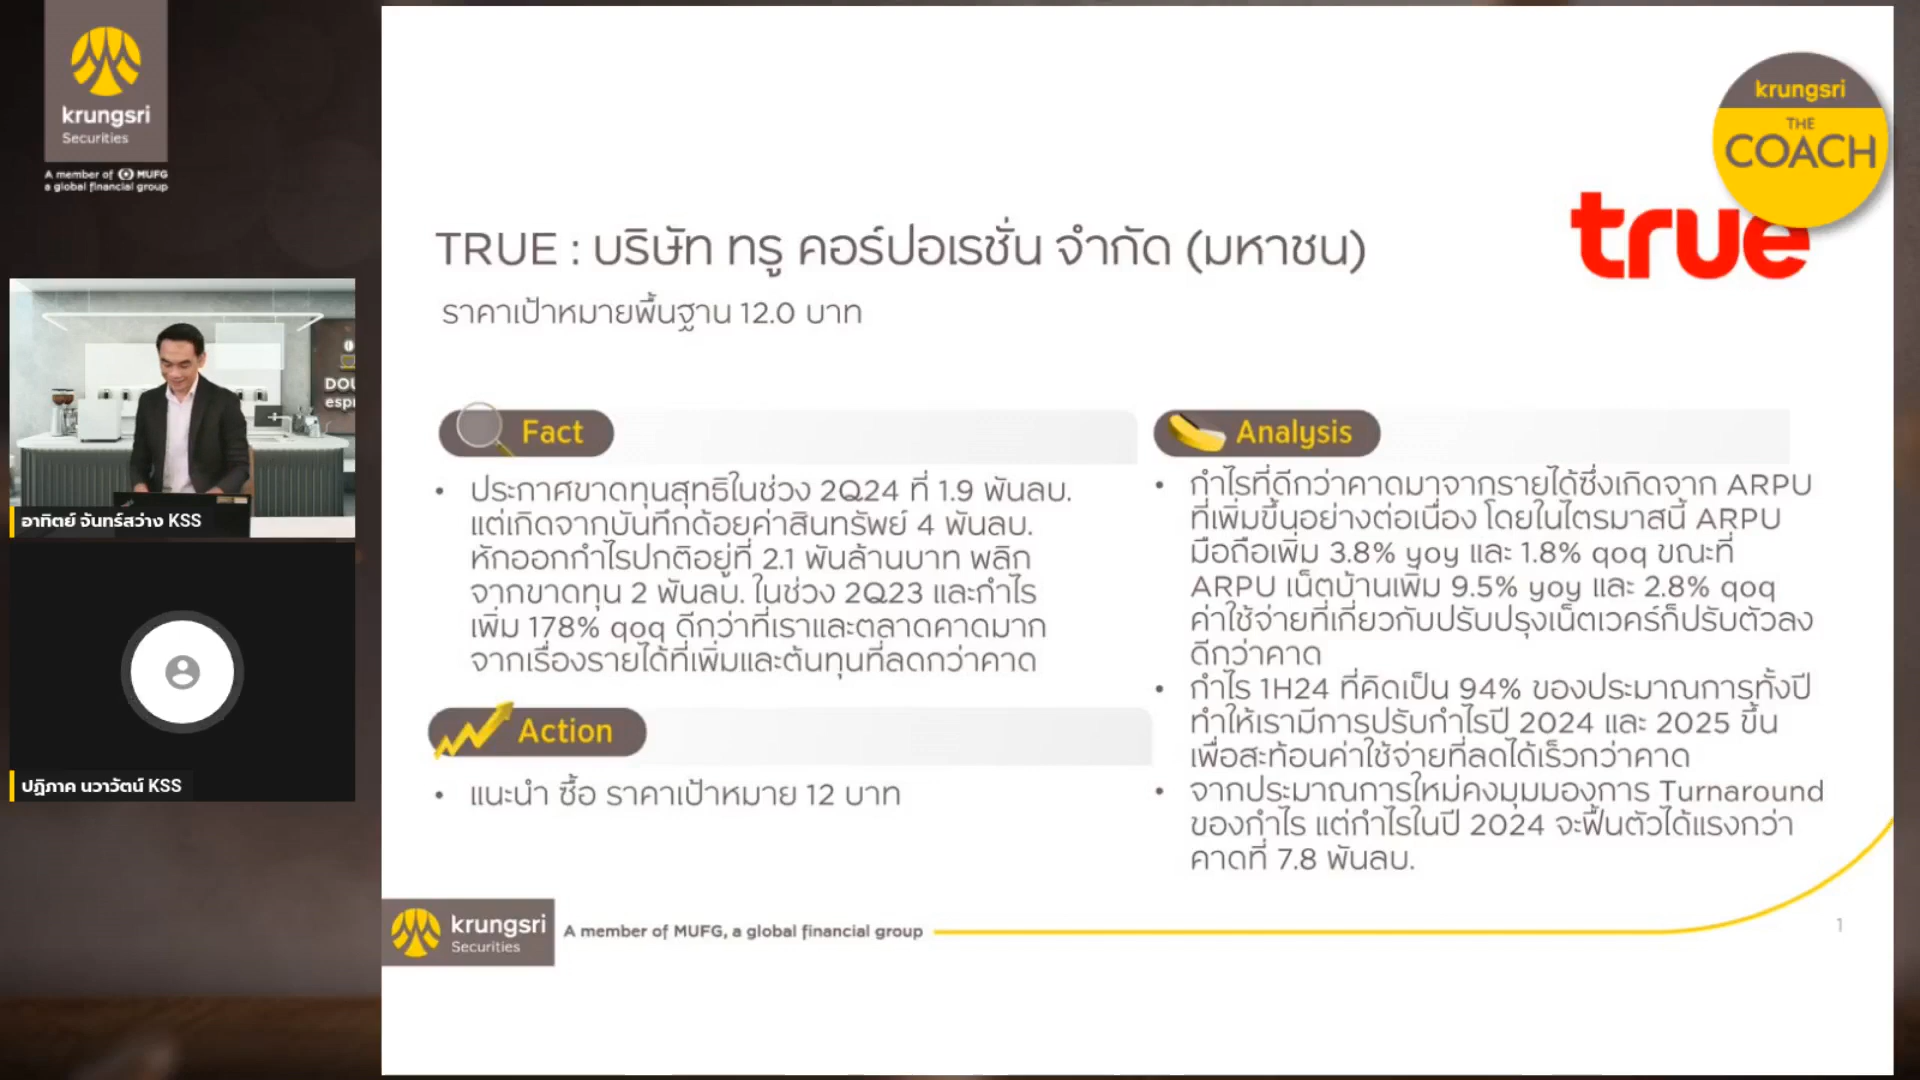 krungsri
Securities
A member of MUFG
a global financial group
krungsri
THE
COACH
true
TRUE : บริษัท ทรู คอร์ปอเรชั่น จำกัด (มหาชน)
ราคาเป้าหมายพื้นฐาน 12.0 บาท
Fact
ประกาศขาดทุนสุทธิในช่วง 2Q24 ที่ 1.9 พันลบ.
แต่เกิดจากบันทึกด้อยค่าสินทรัพย์ 4 พันลบ.
หักออกกำไรปกติอยู่ที่ 2.1 พันล้านบาท พลิก
จากขาดทุน 2 พันลบ. ในช่วง 2Q23 และกำไร
เพิ่ม 178% qoq ดีกว่าที่เราและตลาดคาดมาก
จากเรื่องรายได้ที่เพิ่มและต้นทุนที่ลดกว่าคาด
Action
แนะนำ ซื้อ ราคาเป้าหมาย 12 บาท
Analysis
กำไรที่ดีกว่าคาดมาจากรายได้ซึ่งเกิดจาก ARPU
ที่เพิ่มขึ้นอย่างต่อเนื่อง โดยในไตรมาสนี้ ARPU
มือถือเพิ่ม 3.8% yoy และ 1.8% qoq ขณะที่
ARPU เน็ตบ้านเพิ่ม 9.5% yoy และ 2.8% qoq
ค่าใช้จ่ายที่เกี่ยวกับปรับปรุงเน็ตเวคร์ก็ปรับตัวลง
ดีกว่าคาด
กำไร 1H24 ที่คิดเป็น 94% ของประมาณการทั้งปี
ทำให้เรามีการปรับกำไรปี 2024 และ 2025 ขึ้น
เพื่อสะท้อนค่าใช้จ่ายที่ลดได้เร็วกว่าคาด
จากประมาณการใหม่คงมุมมองการ Turnaround
ของกำไร แต่กำไรในปี 2024 จะฟื้นตัวได้แรงกว่า
คาดที่ 7.8 พันลบ.
DOU
espr
อาทิตย์ จันทร์สว่าง KSS
ปฏิภาค นวาวัตน์ KSS
krungsri
Securities
A member of MUFG, a global financial group
1